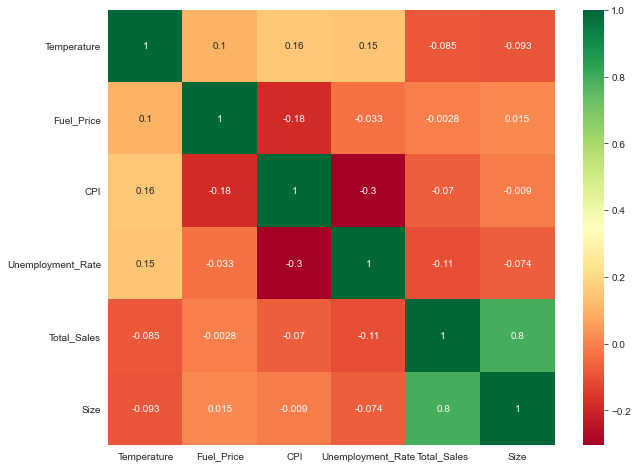 1.0
Temperature 1 0.1 0.16 0.15 -0.085 -0.093
0.8
Fuel_Price 0.1 1 -0.18 -0.033 -0.0028 0.015
0.6
CPI 0.16 -0.18 1 -0.3 -0.07 -0.009
0.4
Unemployment_Rate 0.15 -0.033 -0.3 1 -0.11 -0.074
0.2
Total_Sales -0.085 -0.0028 -0.07 -0.11 1 0.8
0.0
Size -0.093 0.015 -0.009 -0.074 0.8 1
-0.2
Temperature Fuel_Price CPI Unemployment_Rate Total_Sales Size